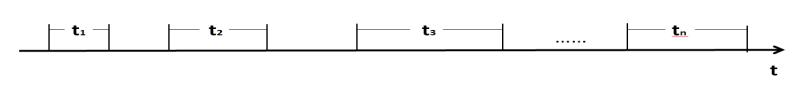 t₁ t₂ t₃ ...... tₙ
t